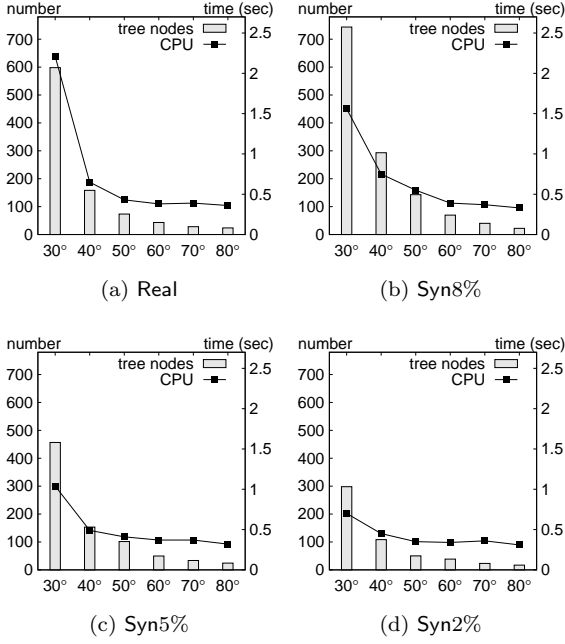 number time (sec)
tree nodes
CPU
700
600
500
400
300
200
100
0
2.5
2
1.5
1
0.5
0
30° 40° 50° 60° 70° 80°
(a) Real
number time (sec)
tree nodes
CPU
700
600
500
400
300
200
100
0
2.5
2
1.5
1
0.5
0
30° 40° 50° 60° 70° 80°
(b) Syn8%
number time (sec)
tree nodes
CPU
700
600
500
400
300
200
100
0
2.5
2
1.5
1
0.5
0
30° 40° 50° 60° 70° 80°
(c) Syn5%
number time (sec)
tree nodes
CPU
700
600
500
400
300
200
100
0
2.5
2
1.5
1
0.5
0
30° 40° 50° 60° 70° 80°
(d) Syn2%